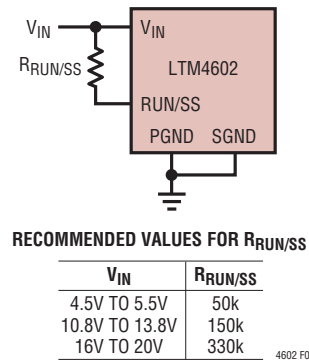 VIN
VIN
RRUN/SS
LTM4602
RUN/SS
PGND SGND
RECOMMENDED VALUES FOR RRUN/SS
VIN RRUN/SS
4.5V TO 5.5V 50k
10.8V TO 13.8V 150k
16V TO 20V 330k
4602 F0